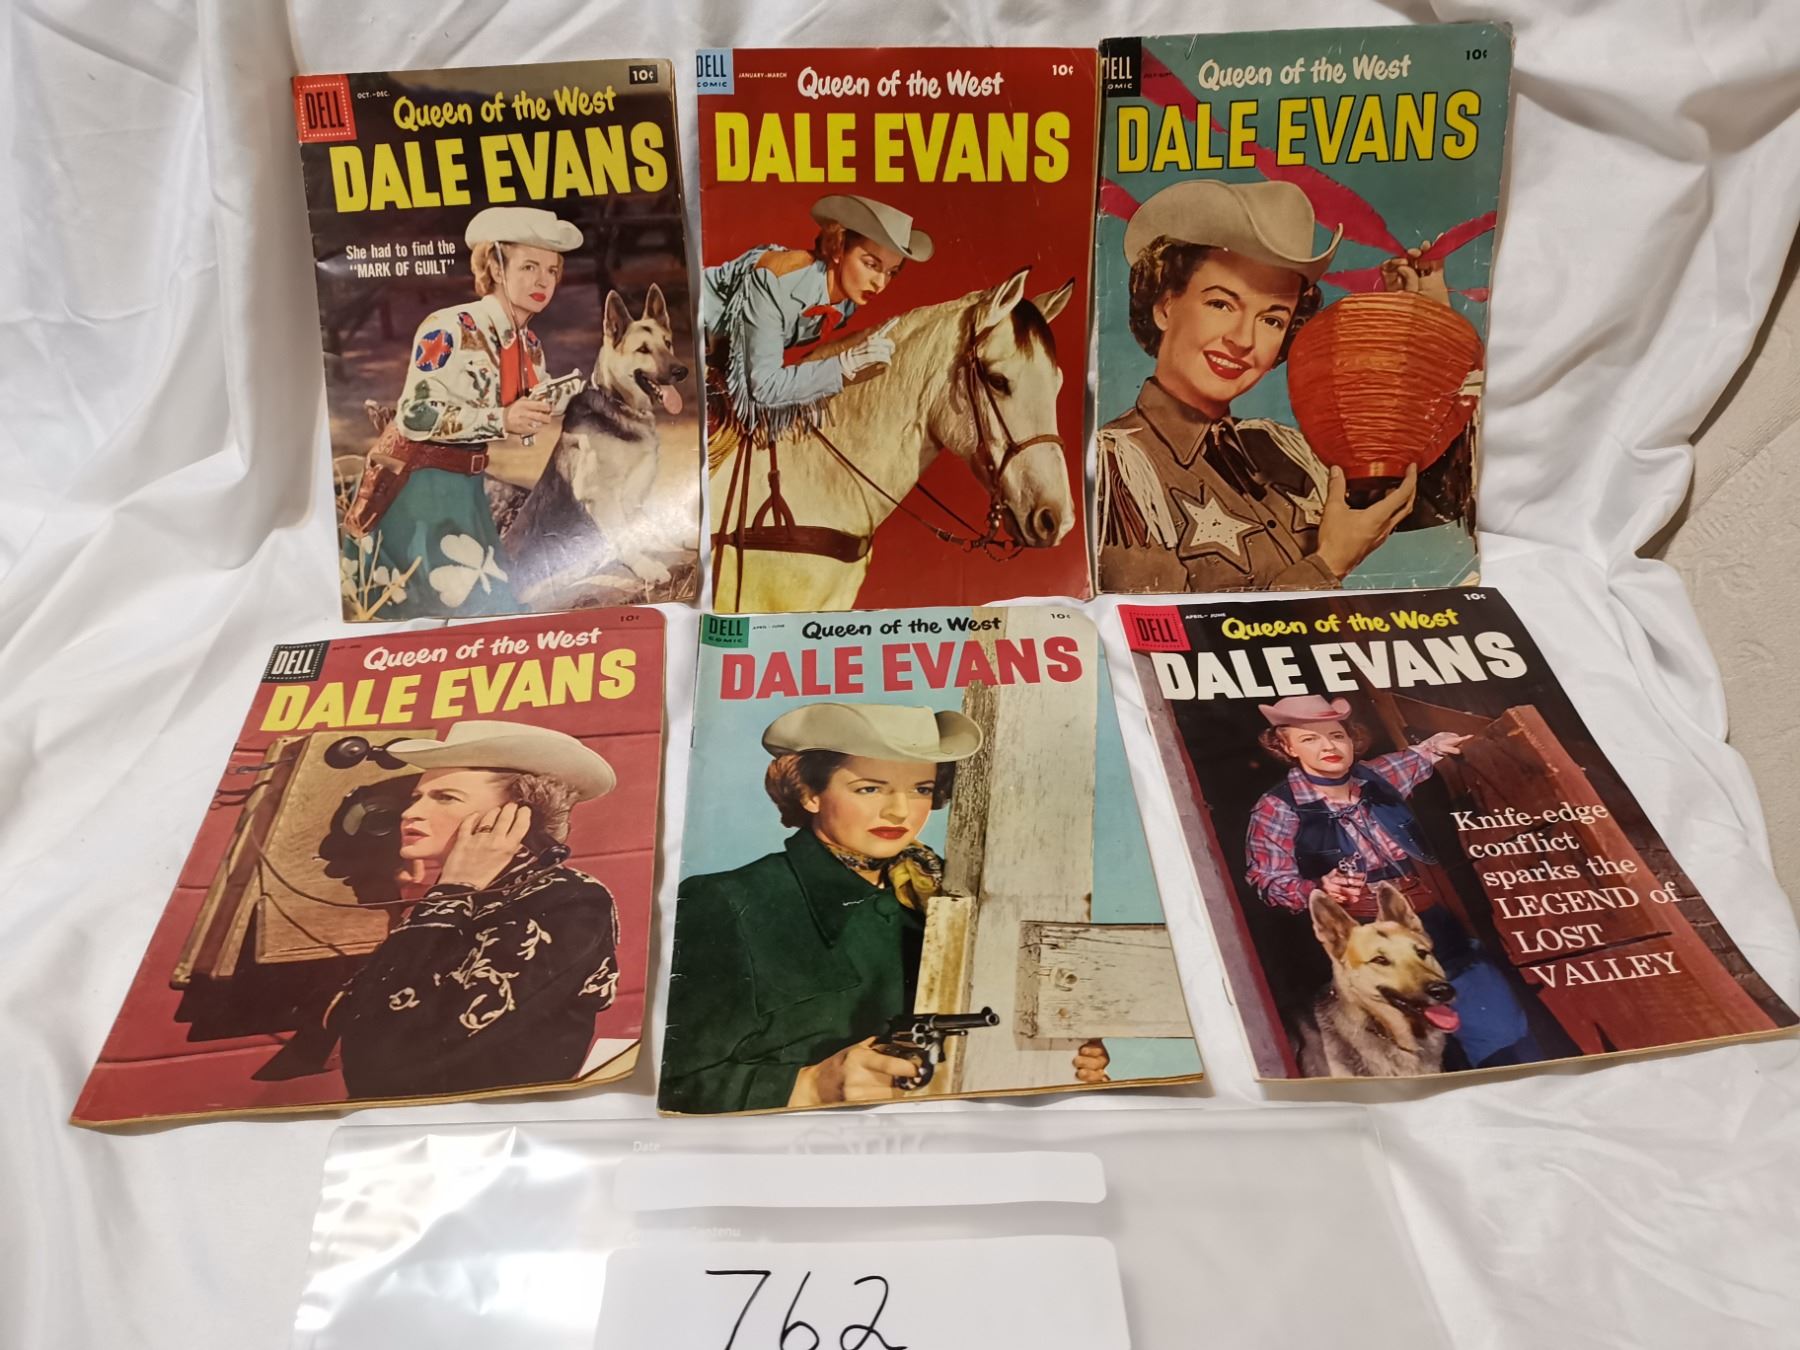 DELL
OCT.-DEC.
10¢
Queen of the West
DALE EVANS
She had to find the
"MARK OF GUILT"
DELL
COMIC
JANUARY-MARCH
10¢
Queen of the West
DALE EVANS
DELL
COMIC
10¢
Queen of the West
DALE EVANS
DELL
10¢
Queen of the West
DALE EVANS
DELL
COMIC
APRIL-JUNE
10¢
Queen of the West
DALE EVANS
DELL
APRIL-JUNE
10¢
Queen of the West
DALE EVANS
Knife-edge
conflict
sparks the
LEGEND of
LOST
VALLEY
Date
762